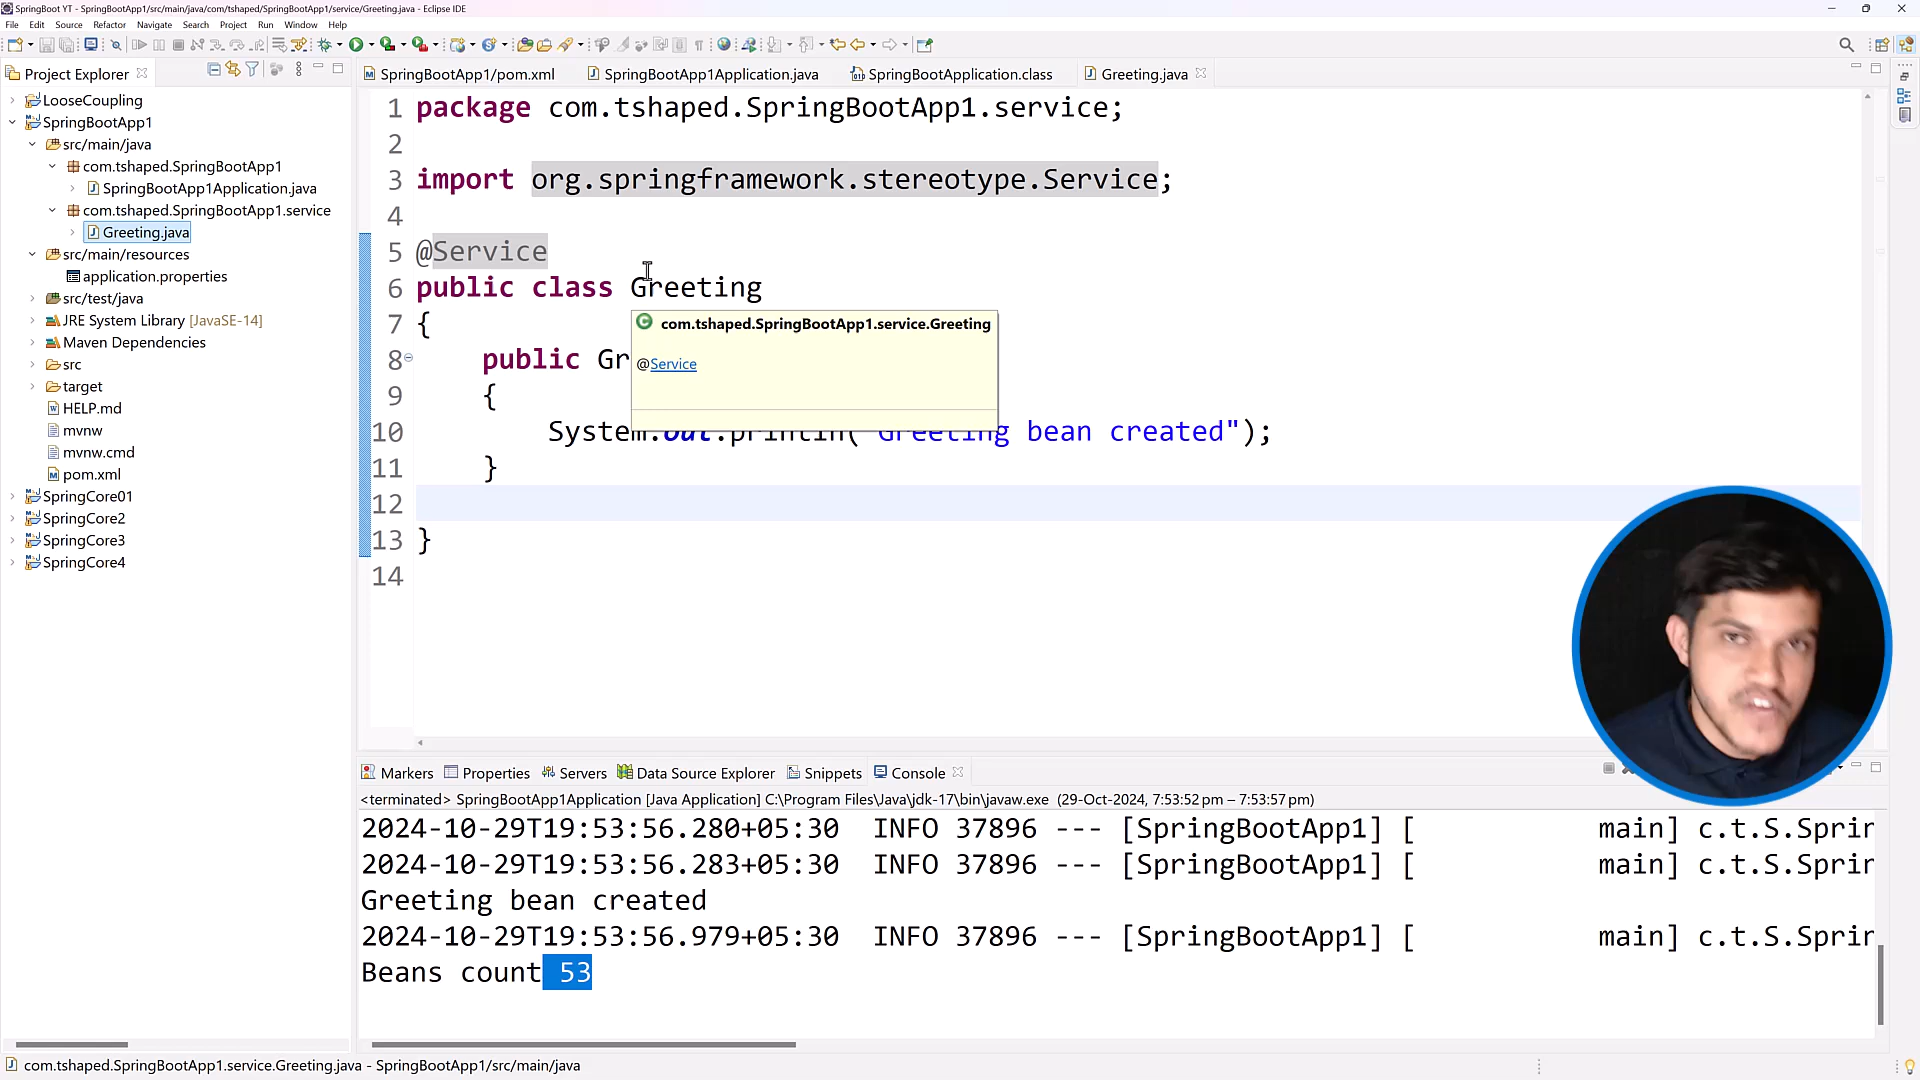 SpringBoot YT - SpringBootApp1/src/main/java/com/tshaped/SpringBootApp1/service/Greeting.java - Eclipse IDE
File Edit Source Refactor Navigate Search Project Run Window Help
Project Explorer
LooseCoupling
SpringBootApp1
src/main/java
com.tshaped.SpringBootApp1
SpringBootApp1Application.java
com.tshaped.SpringBootApp1.service
Greeting.java
src/main/resources
application.properties
src/test/java
JRE System Library [JavaSE-14]
Maven Dependencies
src
target
HELP.md
mvnw
mvnw.cmd
pom.xml
SpringCore01
SpringCore2
SpringCore3
SpringCore4
SpringBootApp1/pom.xml SpringBootApp1Application.java SpringBootApplication.class Greeting.java
1 package com.tshaped.SpringBootApp1.service;
2
3 import org.springframework.stereotype.Service;
4
5 @Service
6 public class Greeting
7 {
8 public Gr
9 {
10 System.out.println("Greeting bean created");
11 }
12
13 }
14
com.tshaped.SpringBootApp1.service.Greeting
@Service
Markers Properties Servers Data Source Explorer Snippets Console
<terminated> SpringBootApp1Application [Java Application] C:\Program Files\Java\jdk-17\bin\javaw.exe (29-Oct-2024, 7:53:52 pm – 7:53:57 pm)
2024-10-29T19:53:56.280+05:30 INFO 37896 --- [SpringBootApp1] [ main] c.t.S.Sprin
2024-10-29T19:53:56.283+05:30 INFO 37896 --- [SpringBootApp1] [ main] c.t.S.Sprin
Greeting bean created
2024-10-29T19:53:56.979+05:30 INFO 37896 --- [SpringBootApp1] [ main] c.t.S.Sprin
Beans count 53
com.tshaped.SpringBootApp1.service.Greeting.java - SpringBootApp1/src/main/java